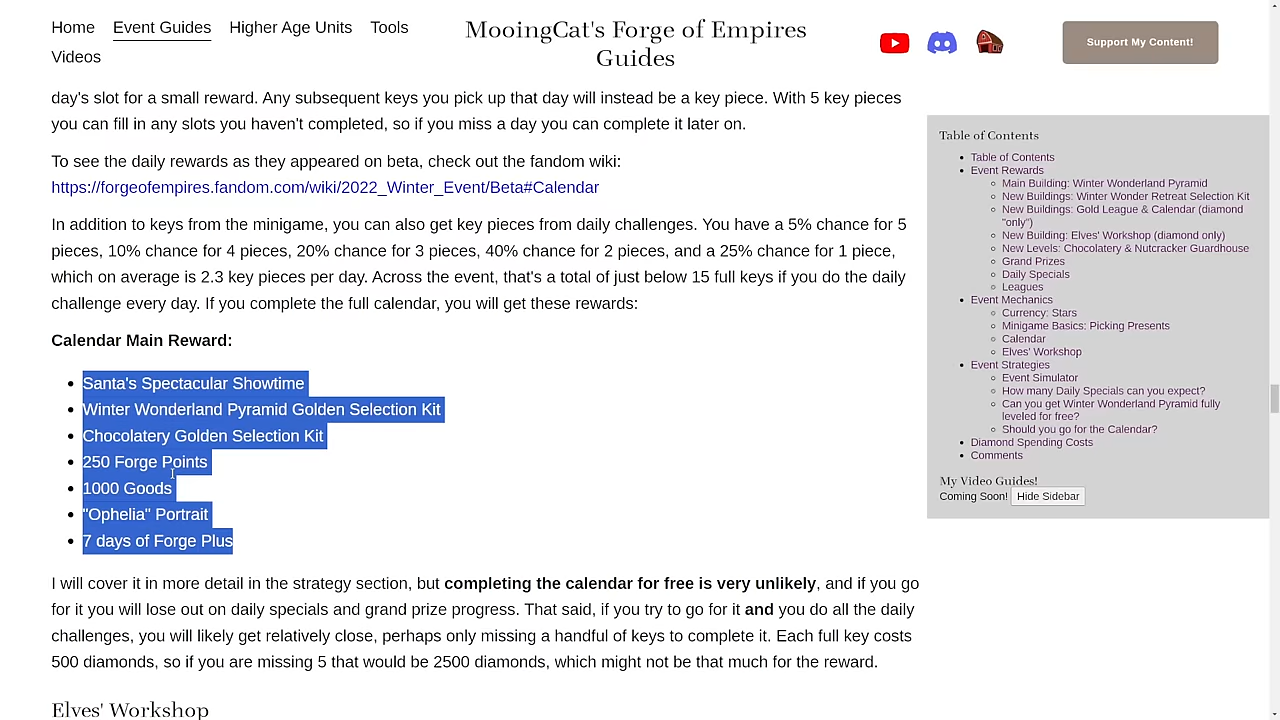 Home Event Guides Higher Age Units Tools
Videos
MooingCat's Forge of Empires
Guides
Support My Content!
day's slot for a small reward. Any subsequent keys you pick up that day will instead be a key piece. With 5 key pieces
you can fill in any slots you haven't completed, so if you miss a day you can complete it later on.
To see the daily rewards as they appeared on beta, check out the fandom wiki:
https://forgeofempires.fandom.com/wiki/2022_Winter_Event/Beta#Calendar
In addition to keys from the minigame, you can also get key pieces from daily challenges. You have a 5% chance for 5
pieces, 10% chance for 4 pieces, 20% chance for 3 pieces, 40% chance for 2 pieces, and a 25% chance for 1 piece,
which on average is 2.3 key pieces per day. Across the event, that's a total of just below 15 full keys if you do the daily
challenge every day. If you complete the full calendar, you will get these rewards:
Calendar Main Reward:
Santa's Spectacular Showtime
Winter Wonderland Pyramid Golden Selection Kit
Chocolatery Golden Selection Kit
250 Forge Points
1000 Goods
"Ophelia" Portrait
7 days of Forge Plus
I will cover it in more detail in the strategy section, but completing the calendar for free is very unlikely, and if you go
for it you will lose out on daily specials and grand prize progress. That said, if you try to go for it and you do all the daily
challenges, you will likely get relatively close, perhaps only missing a handful of keys to complete it. Each full key costs
500 diamonds, so if you are missing 5 that would be 2500 diamonds, which might not be that much for the reward.
Elves' Workshop
Table of Contents
Table of Contents
Event Rewards
Main Building: Winter Wonderland Pyramid
New Buildings: Winter Wonder Retreat Selection Kit
New Buildings: Gold League & Calendar (diamond
"only")
New Building: Elves' Workshop (diamond only)
New Levels: Chocolatery & Nutcracker Guardhouse
Grand Prizes
Daily Specials
Leagues
Event Mechanics
Currency: Stars
Minigame Basics: Picking Presents
Calendar
Elves' Workshop
Event Strategies
Event Simulator
How many Daily Specials can you expect?
Can you get Winter Wonderland Pyramid fully
leveled for free?
Should you go for the Calendar?
Diamond Spending Costs
Comments
My Video Guides!
Coming Soon! Hide Sidebar